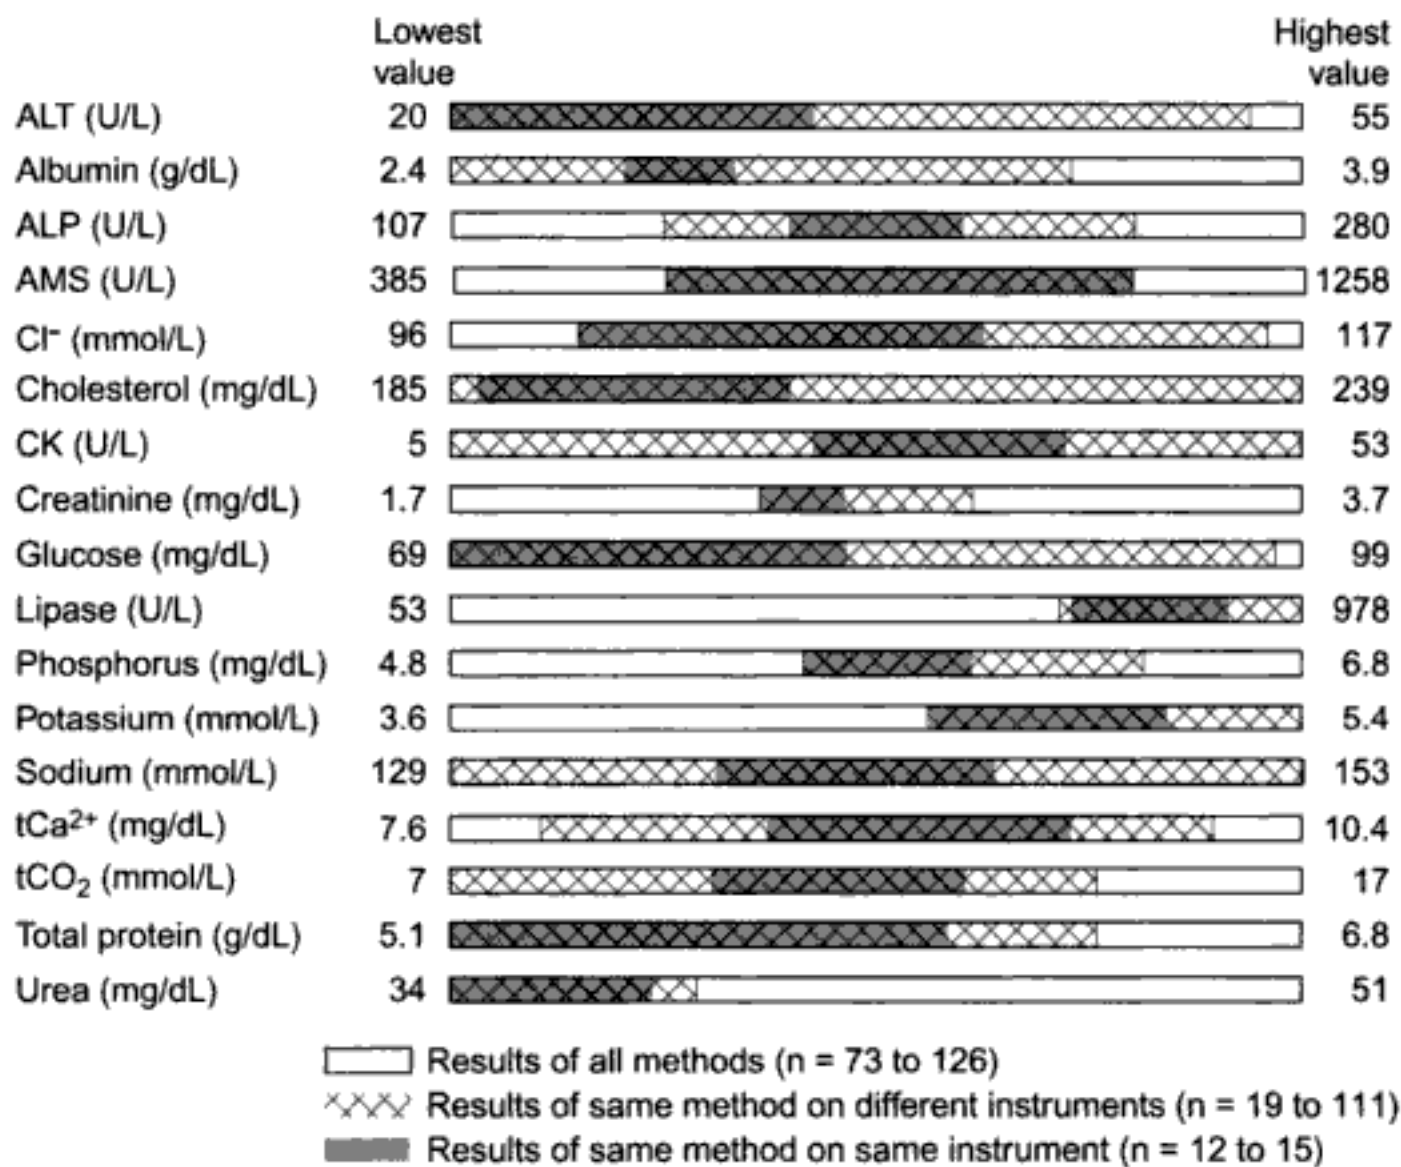 Lowest value Highest value
ALT (U/L) 20 55
Albumin (g/dL) 2.4 3.9
ALP (U/L) 107 280
AMS (U/L) 385 1258
Cl⁻ (mmol/L) 96 117
Cholesterol (mg/dL) 185 239
CK (U/L) 5 53
Creatinine (mg/dL) 1.7 3.7
Glucose (mg/dL) 69 99
Lipase (U/L) 53 978
Phosphorus (mg/dL) 4.8 6.8
Potassium (mmol/L) 3.6 5.4
Sodium (mmol/L) 129 153
tCa²⁺ (mg/dL) 7.6 10.4
tCO₂ (mmol/L) 7 17
Total protein (g/dL) 5.1 6.8
Urea (mg/dL) 34 51
Results of all methods (n = 73 to 126)
Results of same method on different instruments (n = 19 to 111)
Results of same method on same instrument (n = 12 to 15)